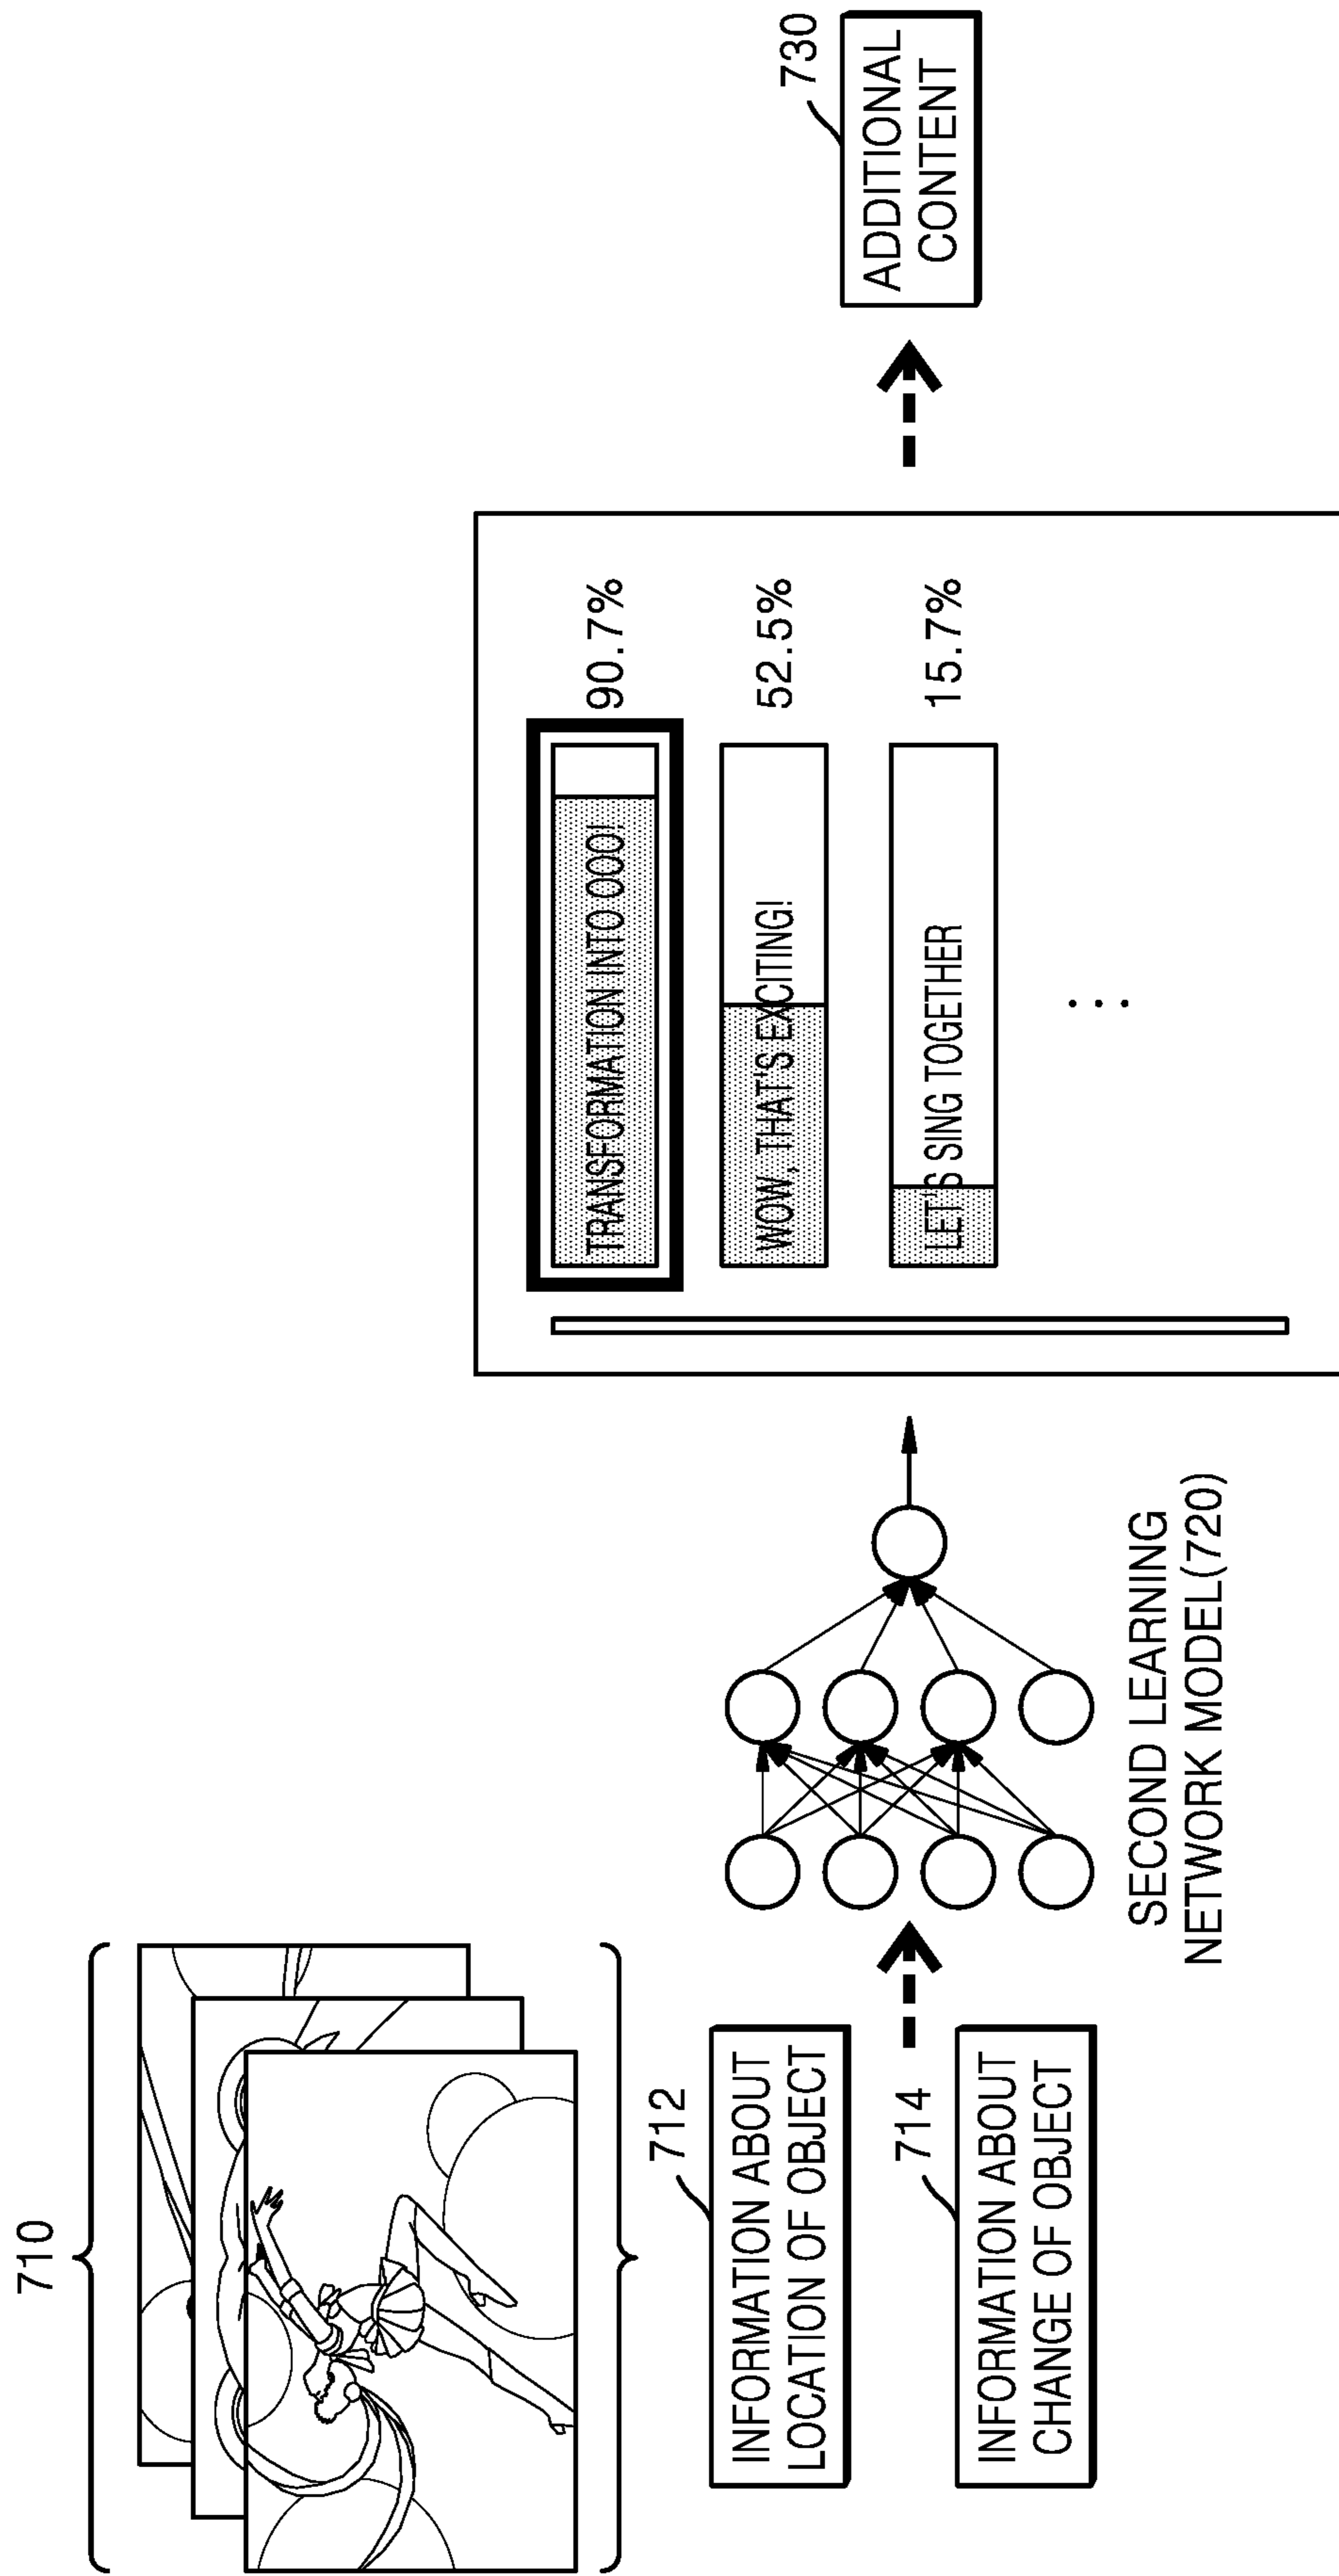 710
712
INFORMATION ABOUT
LOCATION OF OBJECT
714
INFORMATION ABOUT
CHANGE OF OBJECT
SECOND LEARNING
NETWORK MODEL(720)
TRANSFORMATION INTO OOO!
90.7%
WOW, THAT'S EXCITING!
52.5%
LET'S SING TOGETHER
15.7%
...
730
ADDITIONAL
CONTENT